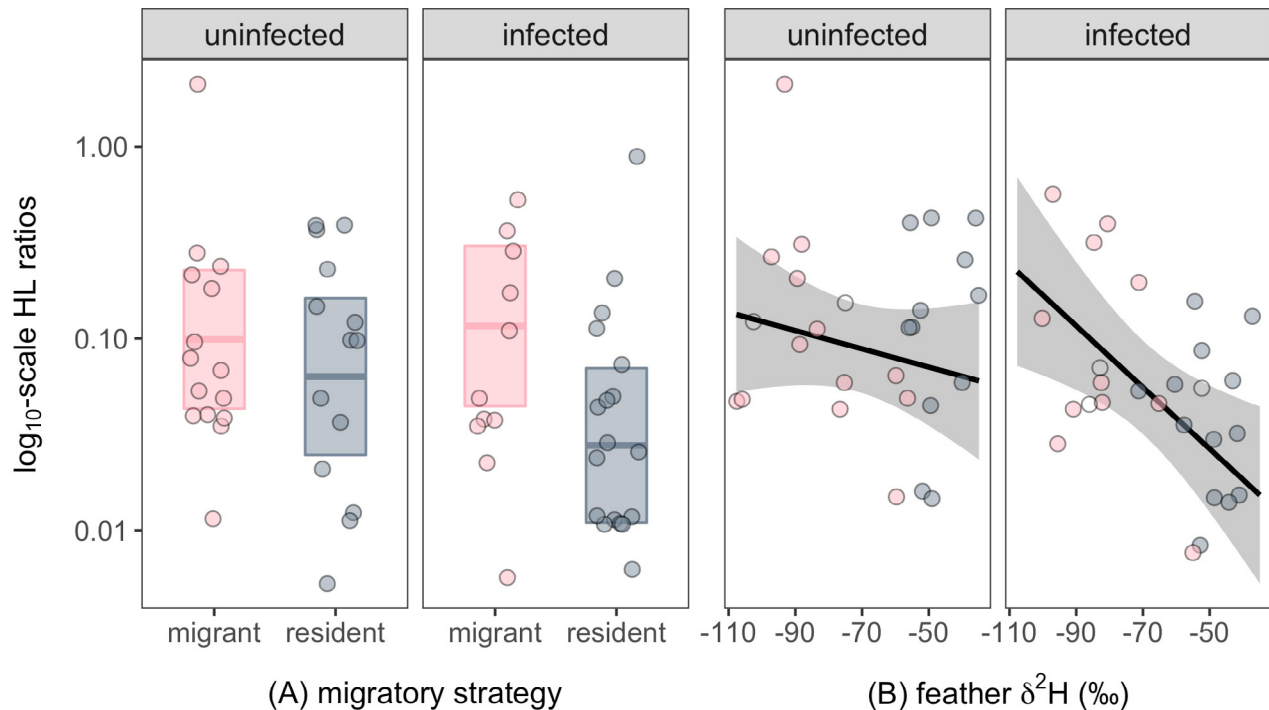 uninfected infected uninfected infected
1.00
0.10
0.01
log₁₀-scale HL ratios
migrant resident migrant resident -110 -90 -70 -50 -110 -90 -70 -50
(A) migratory strategy (B) feather δ²H (‰)